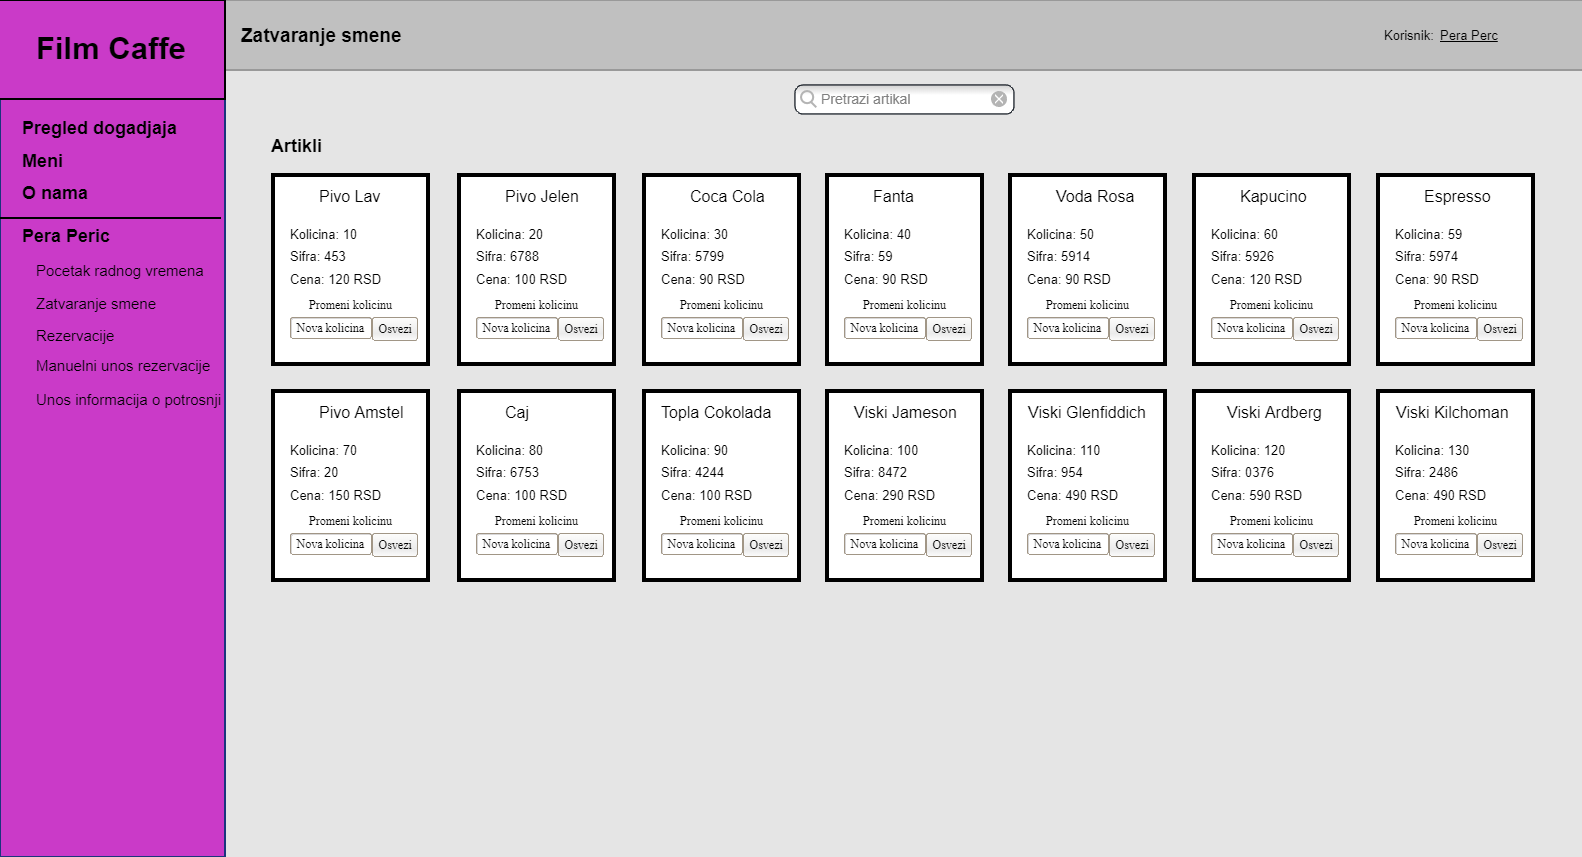 Film Caffe
Zatvaranje smene
Korisnik: Pera Perc
Pregled dogadjaja
Meni
O nama
Pera Peric
Pocetak radnog vremena
Zatvaranje smene
Rezervacije
Manuelni unos rezervacije
Unos informacija o potrosnji
Pretrazi artikal
Artikli
Pivo Lav
Kolicina: 10
Sifra: 453
Cena: 120 RSD
Promeni kolicinu
Nova kolicina Osvezi
Pivo Jelen
Kolicina: 20
Sifra: 6788
Cena: 100 RSD
Promeni kolicinu
Nova kolicina Osvezi
Coca Cola
Kolicina: 30
Sifra: 5799
Cena: 90 RSD
Promeni kolicinu
Nova kolicina Osvezi
Fanta
Kolicina: 40
Sifra: 59
Cena: 90 RSD
Promeni kolicinu
Nova kolicina Osvezi
Voda Rosa
Kolicina: 50
Sifra: 5914
Cena: 90 RSD
Promeni kolicinu
Nova kolicina Osvezi
Kapucino
Kolicina: 60
Sifra: 5926
Cena: 120 RSD
Promeni kolicinu
Nova kolicina Osvezi
Espresso
Kolicina: 59
Sifra: 5974
Cena: 90 RSD
Promeni kolicinu
Nova kolicina Osvezi
Pivo Amstel
Kolicina: 70
Sifra: 20
Cena: 150 RSD
Promeni kolicinu
Nova kolicina Osvezi
Caj
Kolicina: 80
Sifra: 6753
Cena: 100 RSD
Promeni kolicinu
Nova kolicina Osvezi
Topla Cokolada
Kolicina: 90
Sifra: 4244
Cena: 100 RSD
Promeni kolicinu
Nova kolicina Osvezi
Viski Jameson
Kolicina: 100
Sifra: 8472
Cena: 290 RSD
Promeni kolicinu
Nova kolicina Osvezi
Viski Glenfiddich
Kolicina: 110
Sifra: 954
Cena: 490 RSD
Promeni kolicinu
Nova kolicina Osvezi
Viski Ardberg
Kolicina: 120
Sifra: 0376
Cena: 590 RSD
Promeni kolicinu
Nova kolicina Osvezi
Viski Kilchoman
Kolicina: 130
Sifra: 2486
Cena: 490 RSD
Promeni kolicinu
Nova kolicina Osvezi